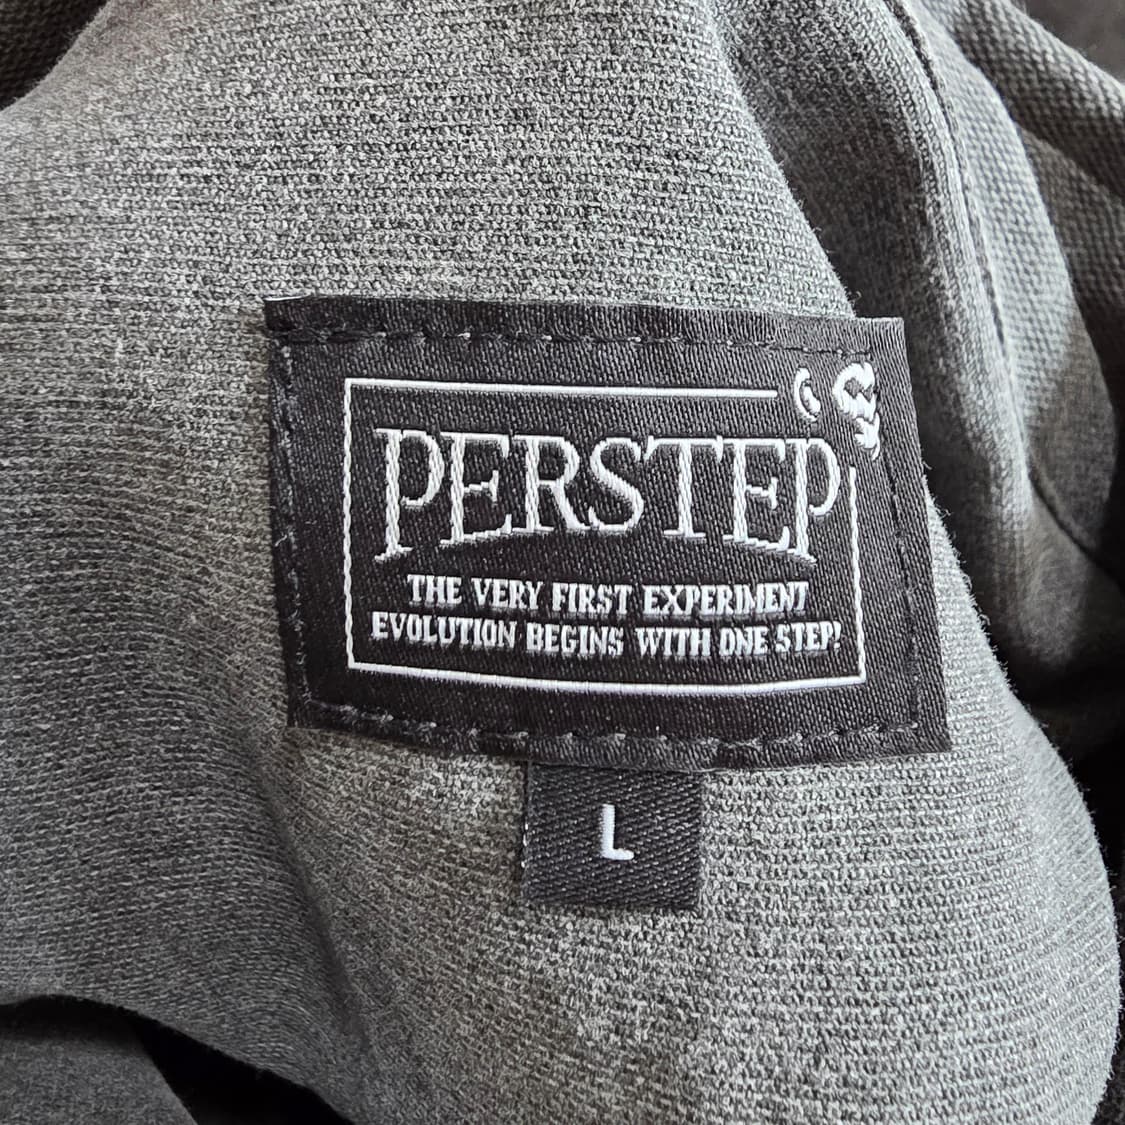 PERSTEP
THE VERY FIRST EXPERIMENT
EVOLUTION BEGINS WITH ONE STEP!
L